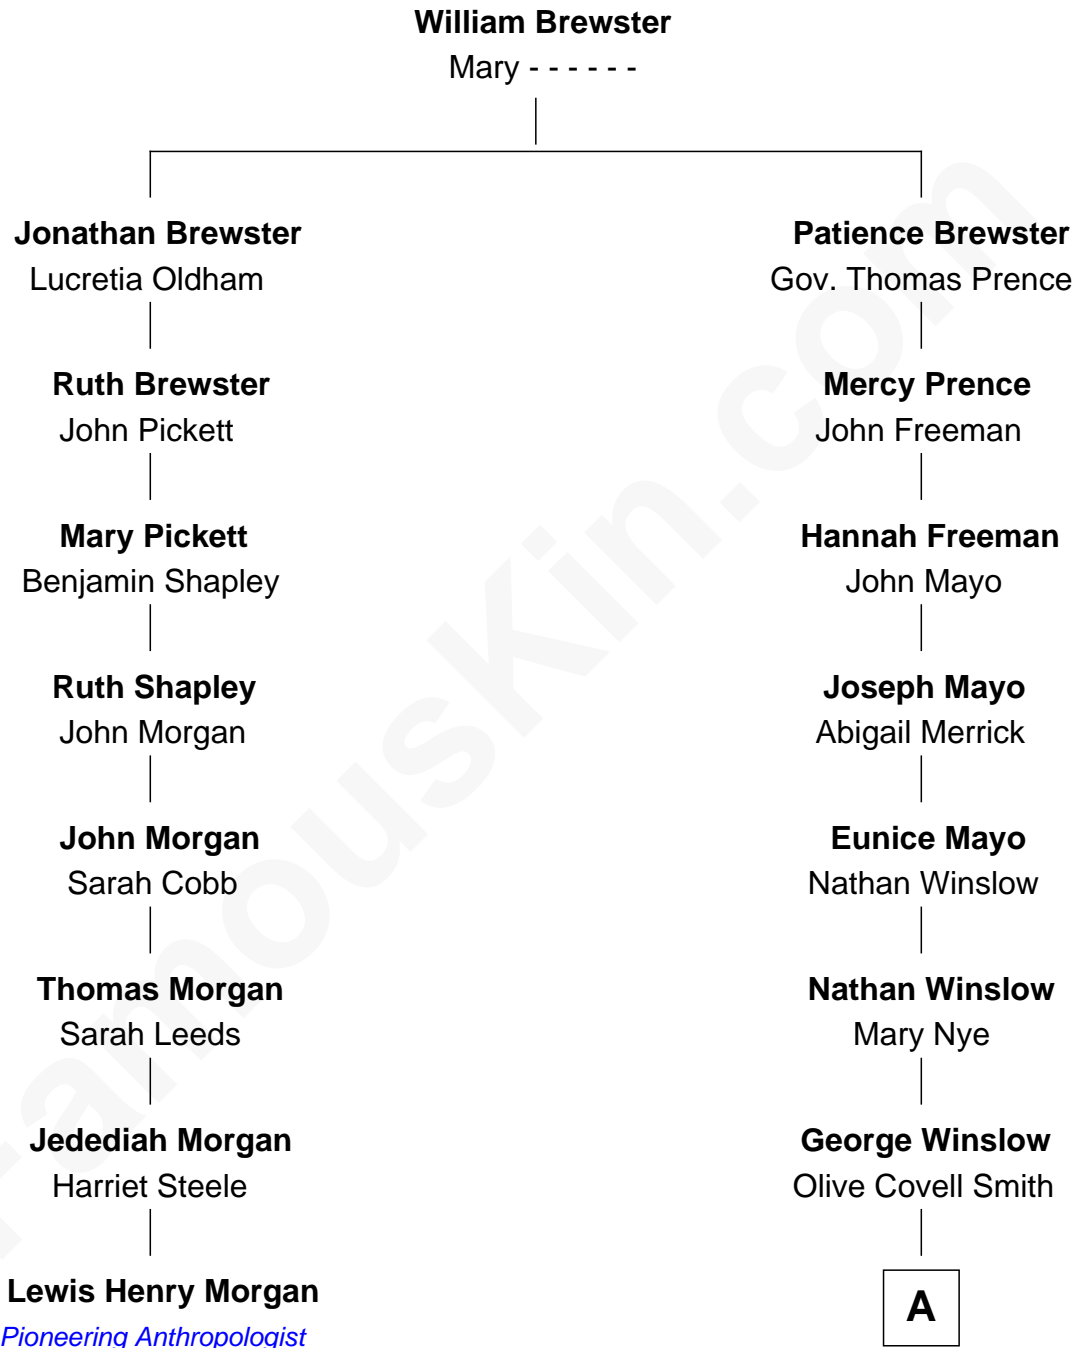 William Brewster
Mary - - - - - -
Jonathan Brewster
Lucretia Oldham
Patience Brewster
Gov. Thomas Prence
Ruth Brewster
John Pickett
Mercy Prence
John Freeman
Mary Pickett
Benjamin Shapley
Hannah Freeman
John Mayo
Ruth Shapley
John Morgan
Joseph Mayo
Abigail Merrick
John Morgan
Sarah Cobb
Eunice Mayo
Nathan Winslow
Thomas Morgan
Sarah Leeds
Nathan Winslow
Mary Nye
Jedediah Morgan
Harriet Steele
George Winslow
Olive Covell Smith
Lewis Henry Morgan
Pioneering Anthropologist
A
FamousKin.com